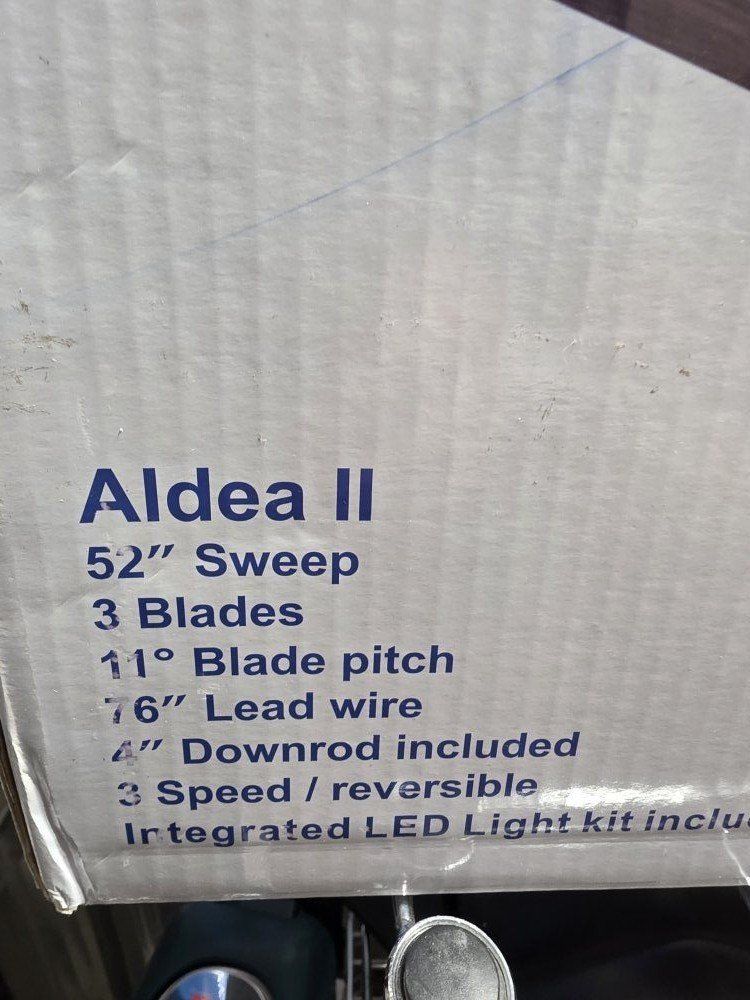 Aldea II
52" Sweep
3 Blades
11° Blade pitch
76" Lead wire
4" Downrod included
3 Speed / reversible
Integrated LED Light kit inclu